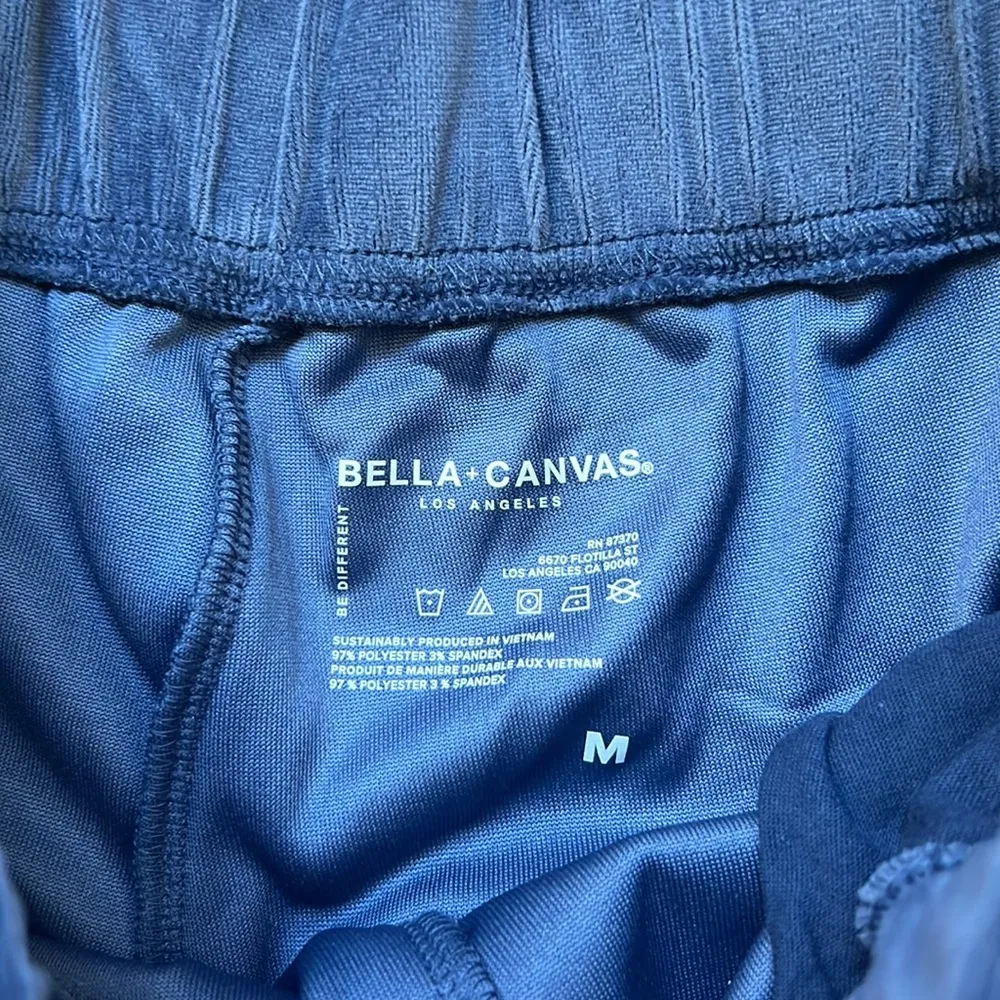 BELLA+CANVAS®
LOS ANGELES
BE DIFFERENT
RN 87370
6670 FLOTILLA ST
LOS ANGELES CA 90040
SUSTAINABLY PRODUCED IN VIETNAM
97% POLYESTER 3% SPANDEX
PRODUIT DE MANIÈRE DURABLE AUX VIETNAM
97 % POLYESTER 3 % SPANDEX
M